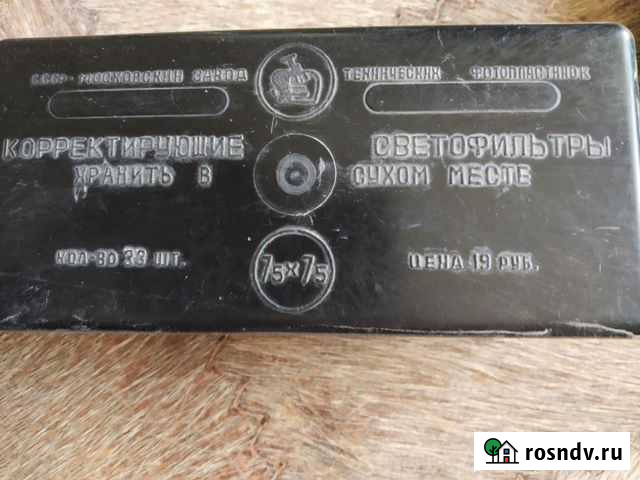 СССР-МОСКОВСКИЙ ЗАВОД ТЕХНИЧЕСКИХ ФОТОПЛАСТИНОК
КОРРЕКТИРУЮЩИЕ СВЕТОФИЛЬТРЫ
ХРАНИТЬ В СУХОМ МЕСТЕ
КОЛ-ВО 33 ШТ. 7,5×7,5 ЦЕНА 19 РУБ.
rosndv.ru